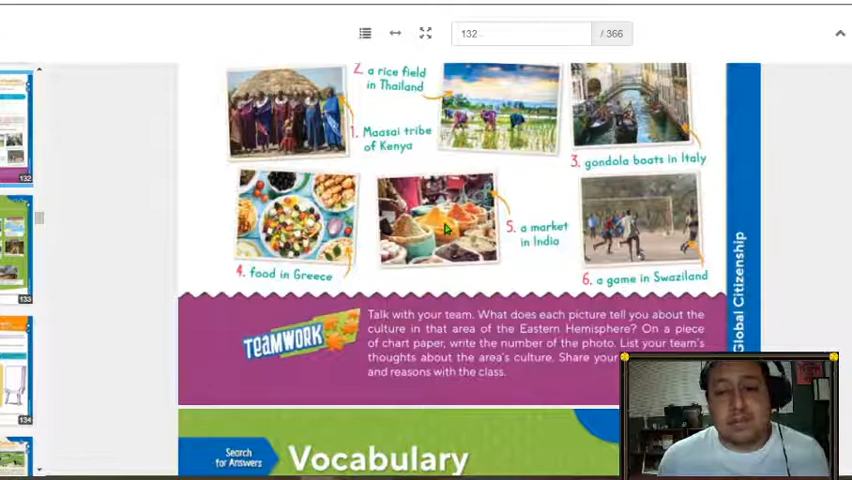 132
/ 366
2. a rice field
in Thailand
1. Maasai tribe
of Kenya
3. gondola boats in Italy
5. a market
in India
4. food in Greece
6. a game in Swaziland
Global Citizenship
TEAMWORK
Talk with your team. What does each picture tell you about the
culture in that area of the Eastern Hemisphere? On a piece
of chart paper, write the number of the photo. List your team's
thoughts about the area's culture. Share your
and reasons with the class.
Search
for Answers
Vocabulary
132
133
134